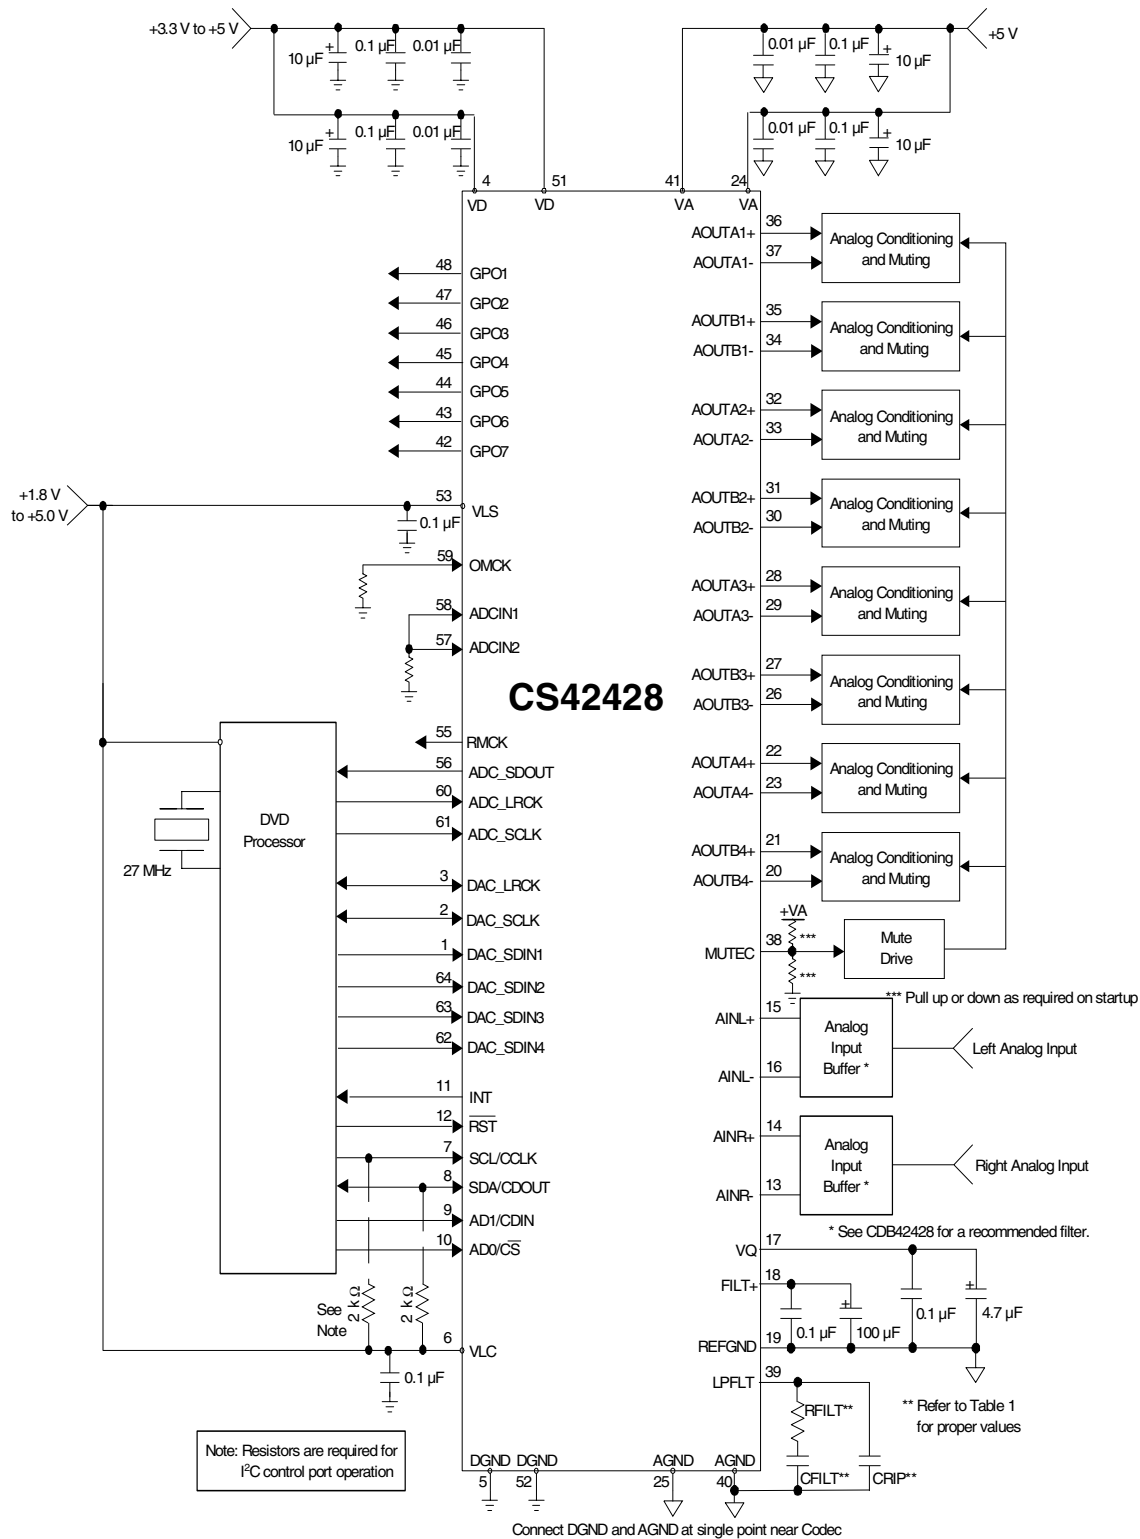 +3.3 V to +5 V
10 µF
+
0.1 µF
0.01 µF
0.01 µF
0.1 µF
+
10 µF
+5 V
10 µF
+
0.1 µF
0.01 µF
0.01 µF
0.1 µF
+
10 µF
4
51
41
24
VD
VD
VA
VA
48
GPO1
47
GPO2
46
GPO3
45
GPO4
44
GPO5
43
GPO6
42
GPO7
+1.8 V
to +5.0 V
53
VLS
0.1 µF
59
OMCK
58
ADCIN1
57
ADCIN2
CS42428
55
RMCK
56
ADC_SDOUT
60
ADC_LRCK
61
ADC_SCLK
3
DAC_LRCK
2
DAC_SCLK
1
DAC_SDIN1
64
DAC_SDIN2
63
DAC_SDIN3
62
DAC_SDIN4
11
INT
12
RST
7
SCL/CCLK
8
SDA/CDOUT
9
AD1/CDIN
10
AD0/CS
DVD
Processor
27 MHz
See
Note
2 kΩ
2 kΩ
6
VLC
0.1 µF
Note: Resistors are required for
I²C control port operation
AOUTA1+
36
AOUTA1-
37
Analog Conditioning
and Muting
AOUTB1+
35
AOUTB1-
34
Analog Conditioning
and Muting
AOUTA2+
32
AOUTA2-
33
Analog Conditioning
and Muting
AOUTB2+
31
AOUTB2-
30
Analog Conditioning
and Muting
AOUTA3+
28
AOUTA3-
29
Analog Conditioning
and Muting
AOUTB3+
27
AOUTB3-
26
Analog Conditioning
and Muting
AOUTA4+
22
AOUTA4-
23
Analog Conditioning
and Muting
AOUTB4+
21
AOUTB4-
20
Analog Conditioning
and Muting
+VA
***
MUTEC
38
***
Mute
Drive
*** Pull up or down as required on startup
AINL+
15
AINL-
16
Analog
Input
Buffer *
Left Analog Input
AINR+
14
AINR-
13
Analog
Input
Buffer *
Right Analog Input
* See CDB42428 for a recommended filter.
VQ
17
FILT+
18
0.1 µF
+
100 µF
0.1 µF
+
4.7 µF
REFGND
19
LPFLT
39
RFILT**
CFILT**
CRIP**
** Refer to Table 1
for proper values
DGND
DGND
AGND
AGND
5
52
25
40
Connect DGND and AGND at single point near Codec